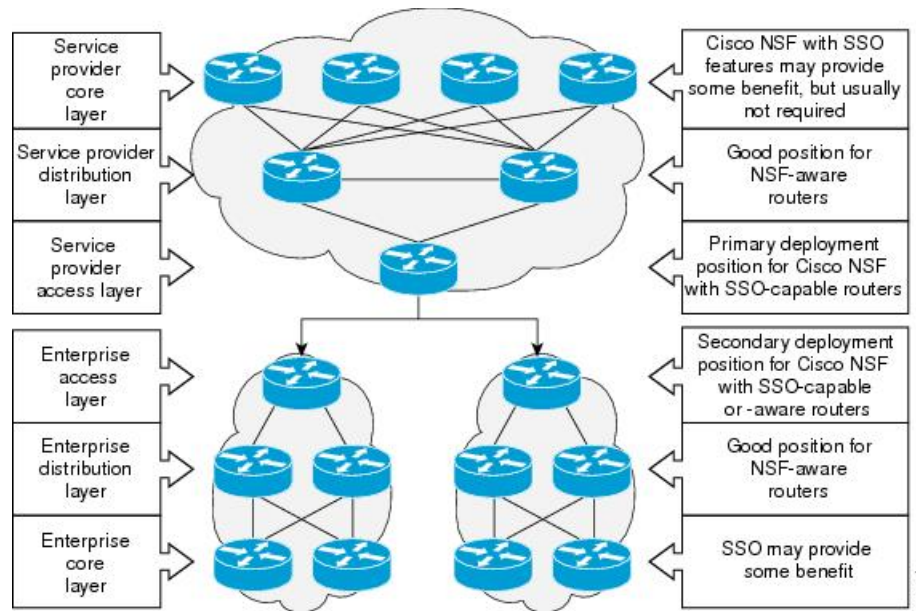 Service
provider
core
layer
Cisco NSF with SSO
features may provide
some benefit, but usually
not required
Service provider
distribution
layer
Good position for
NSF-aware
routers
Service
provider
access layer
Primary deployment
position for Cisco NSF
with SSO-capable routers
Enterprise
access
layer
Secondary deployment
position for Cisco NSF
with SSO-capable
or -aware routers
Enterprise
distribution
layer
Good position for
NSF-aware
routers
Enterprise
core
layer
SSO may provide
some benefit